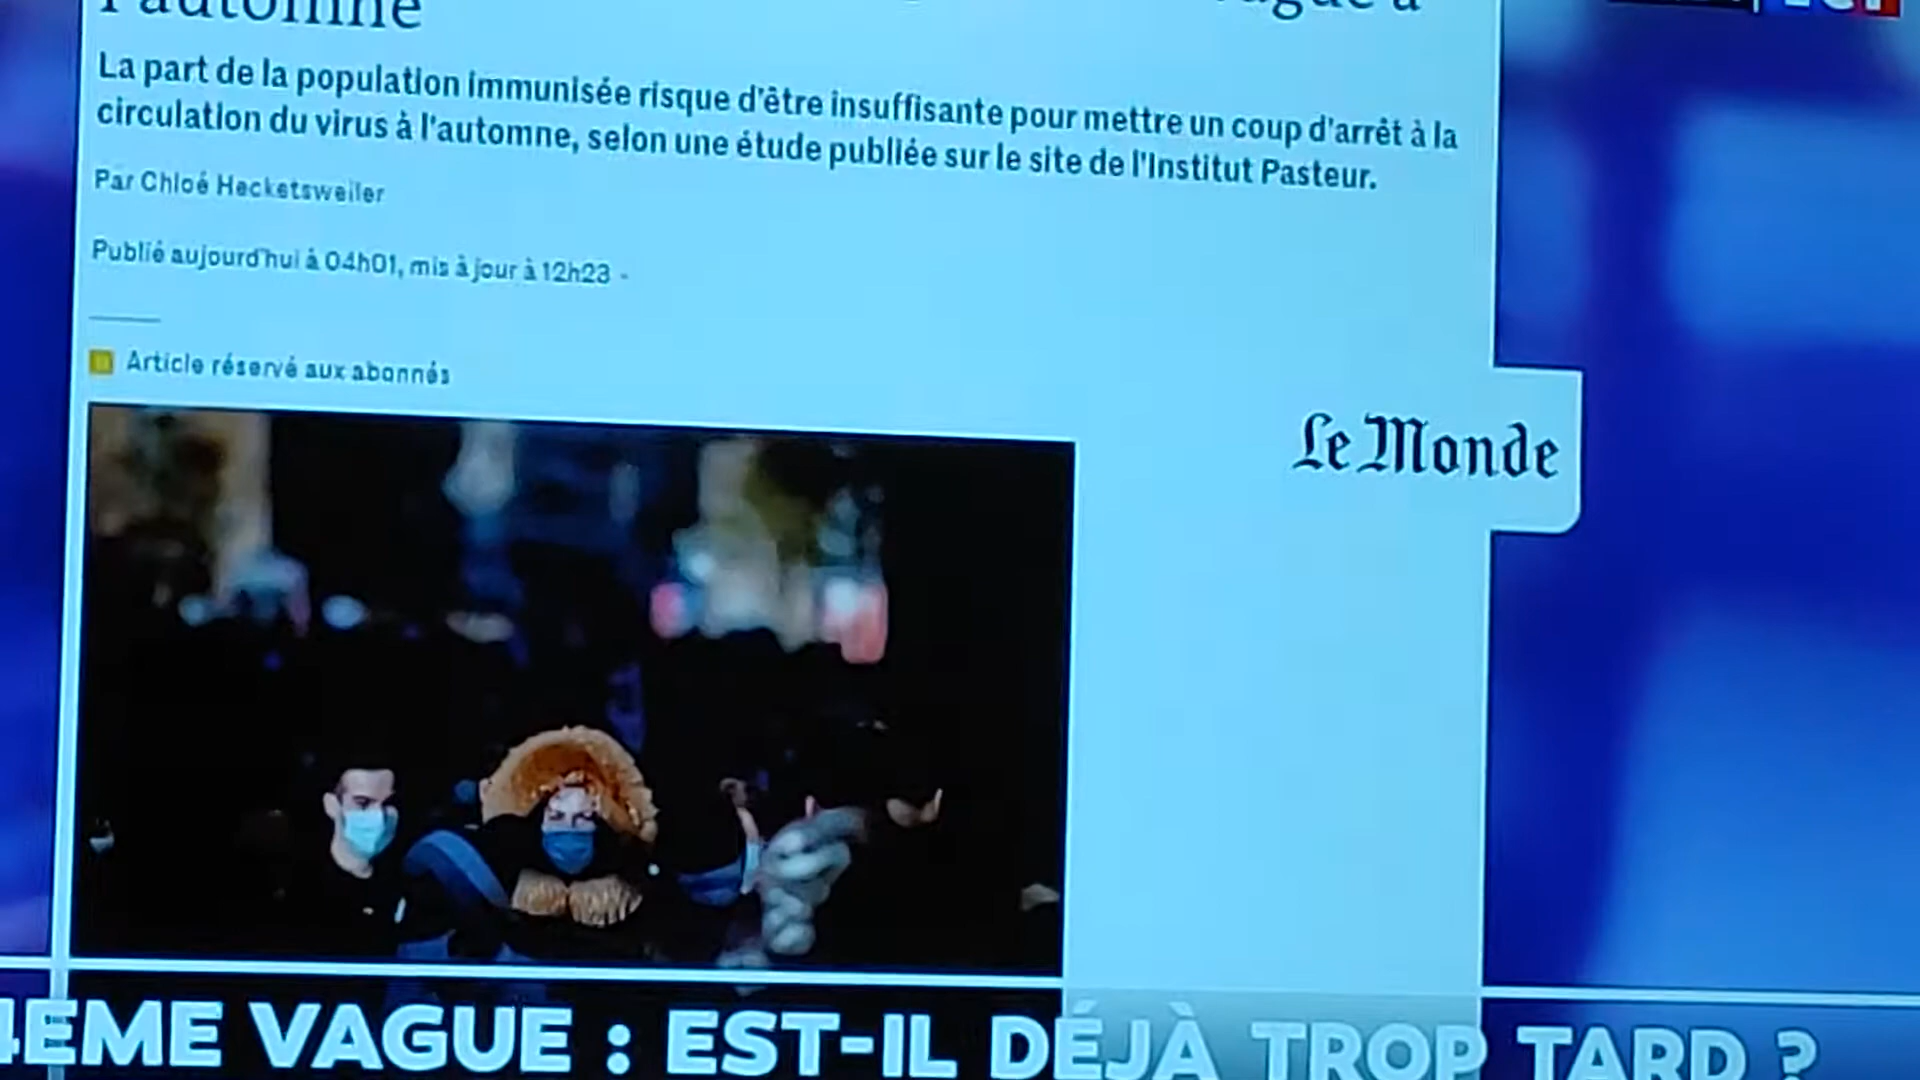 l'automne
La part de la population immunisée risque d'être insuffisante pour mettre un coup d'arrêt à la
circulation du virus à l'automne, selon une étude publiée sur le site de l'Institut Pasteur.
Par Chloé Hecketsweiler
Publié aujourd'hui à 04h01, mis à jour à 12h23 -
Article réservé aux abonnés
Le Monde
4EME VAGUE : EST-IL DÉJÀ TROP TARD ?